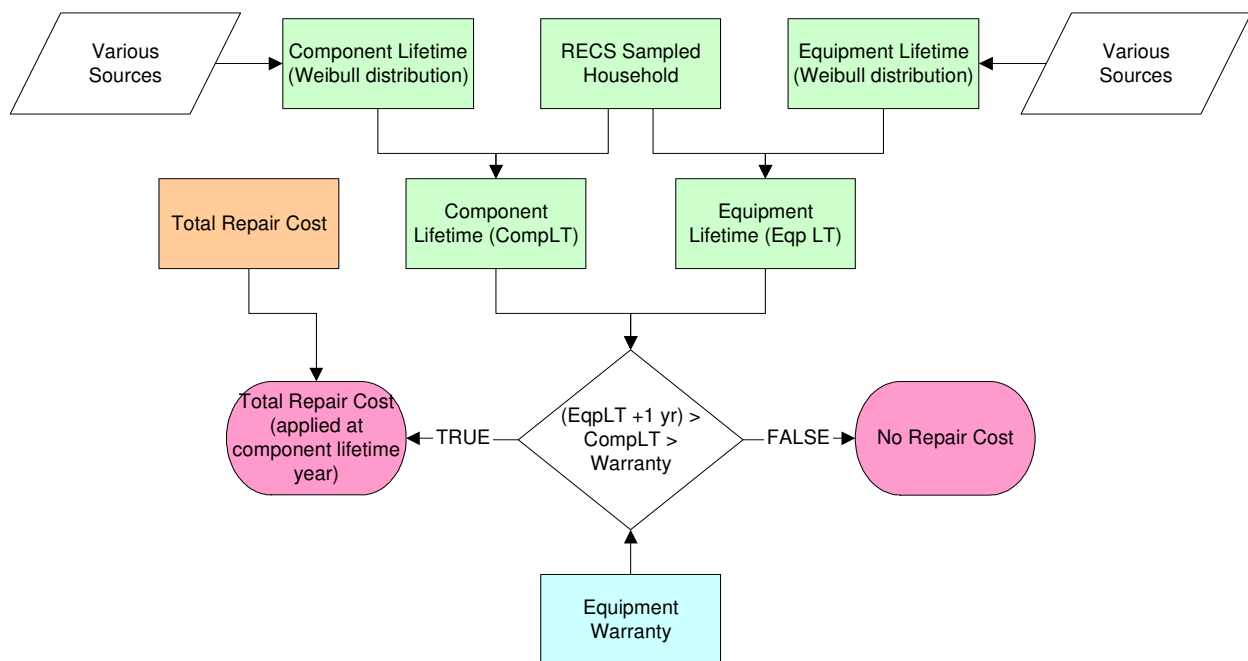 Various
Sources
Component Lifetime
(Weibull distribution)
RECS Sampled
Household
Equipment Lifetime
(Weibull distribution)
Various
Sources
Total Repair Cost
Component
Lifetime (CompLT)
Equipment
Lifetime (Eqp LT)
Total Repair Cost
(applied at
component lifetime
year)
TRUE
(EqpLT +1 yr) >
CompLT >
Warranty
FALSE
No Repair Cost
Equipment
Warranty